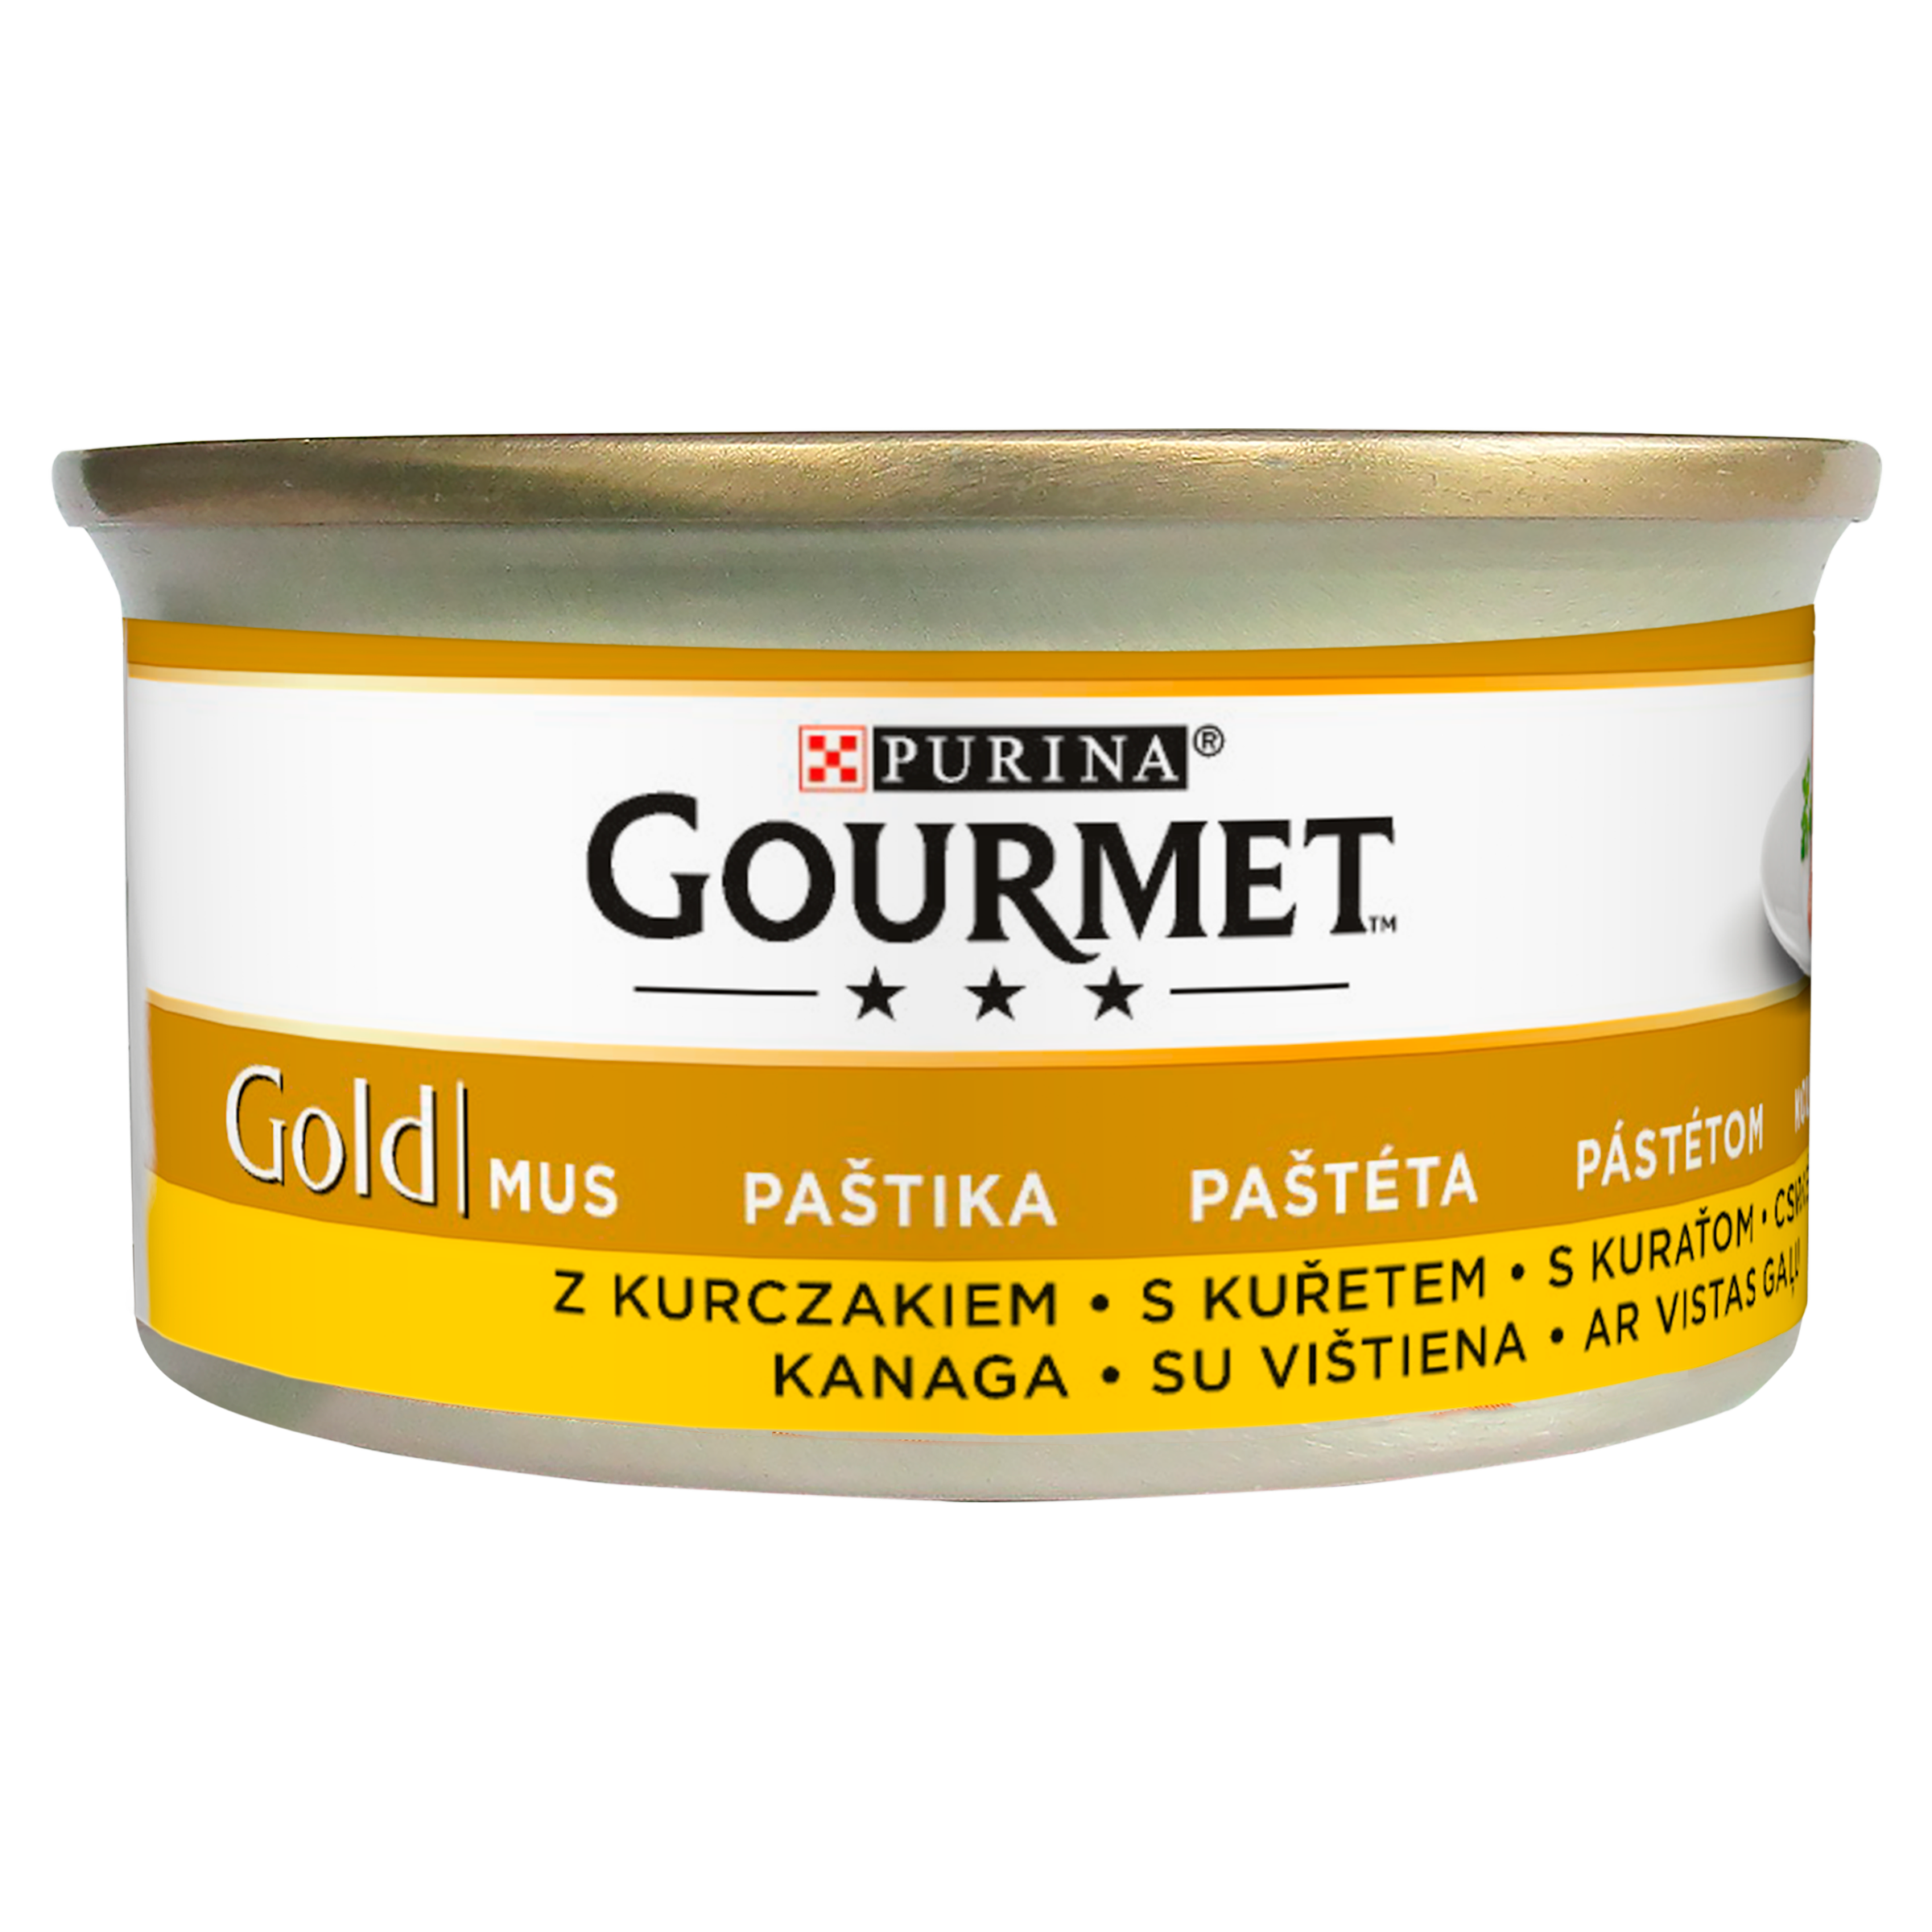 PURINA®
GOURMET™
Gold MUS PAŠTIKA PAŠTÉTA PÁSTÉTOM
Z KURCZAKIEM • S KUŘETEM • S KURAŤOM •
KANAGA • SU VIŠTIENA • AR VISTAS GAĻU